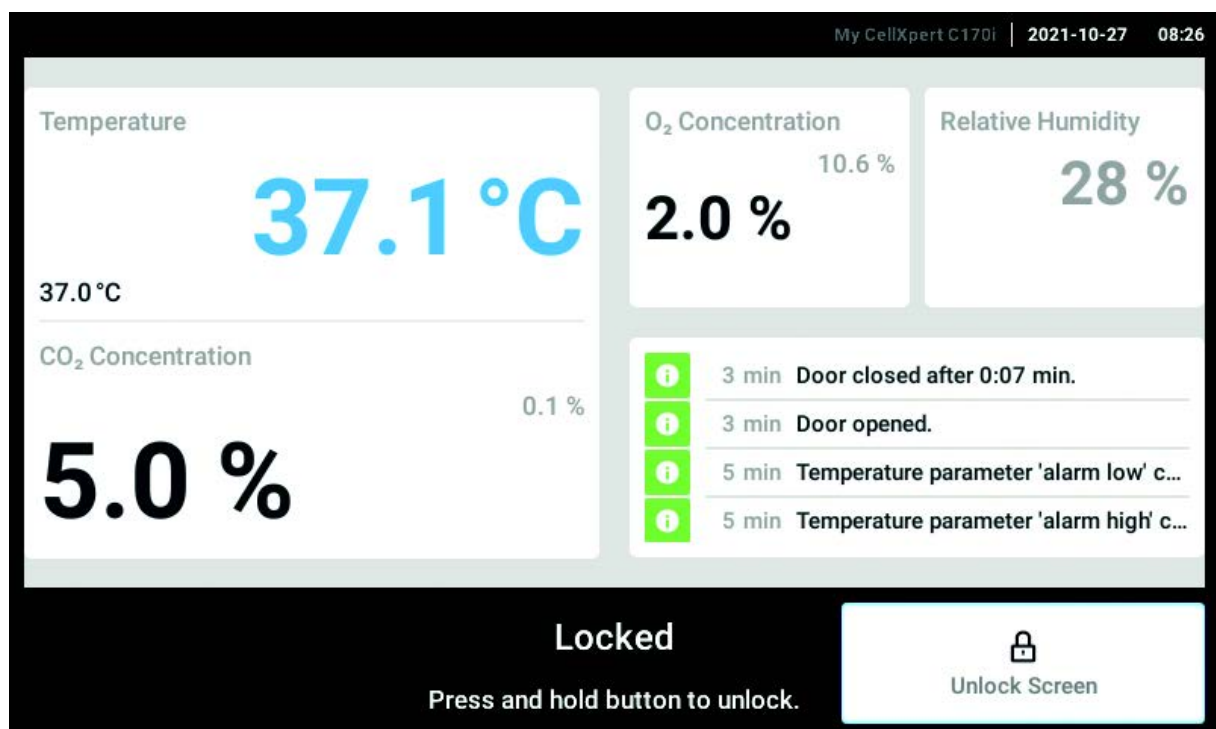 My CellXpert C170i | 2021-10-27 08:26
Temperature
37.1 °C
37.0 °C
CO₂ Concentration
0.1 %
5.0 %
O₂ Concentration
10.6 %
2.0 %
Relative Humidity
28 %
3 min Door closed after 0:07 min.
3 min Door opened.
5 min Temperature parameter 'alarm low' c...
5 min Temperature parameter 'alarm high' c...
Locked
Press and hold button to unlock.
Unlock Screen